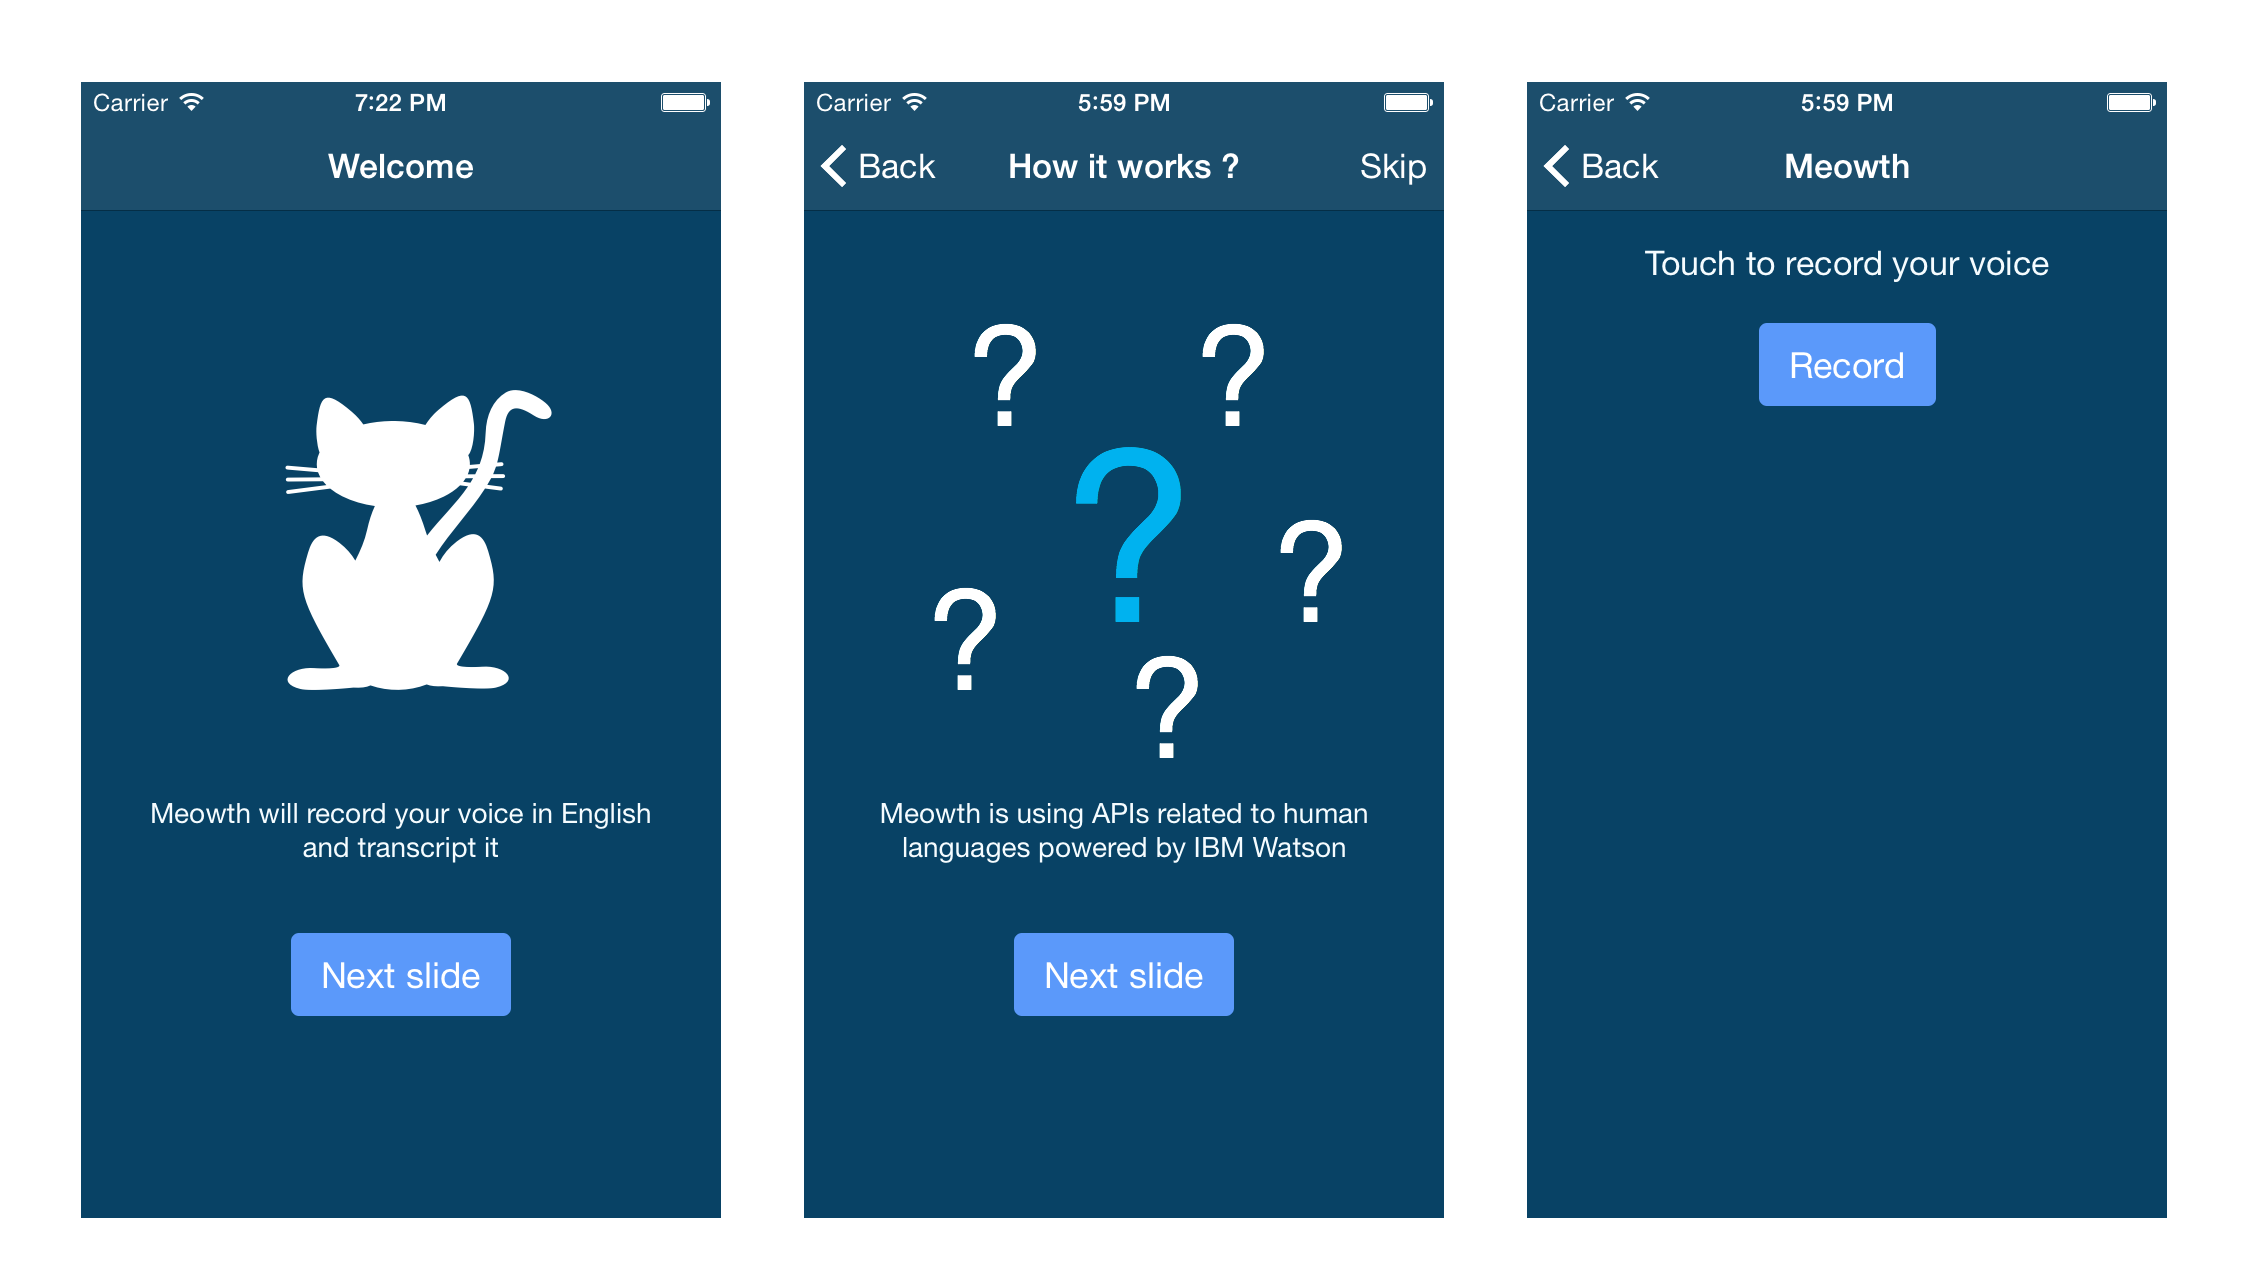 Carrier 7:22 PM
Welcome
Meowth will record your voice in English
and transcript it
Next slide
Carrier 5:59 PM
Back How it works ? Skip
?
?
?
?
?
?
Meowth is using APIs related to human
languages powered by IBM Watson
Next slide
Carrier 5:59 PM
Back Meowth
Touch to record your voice
Record